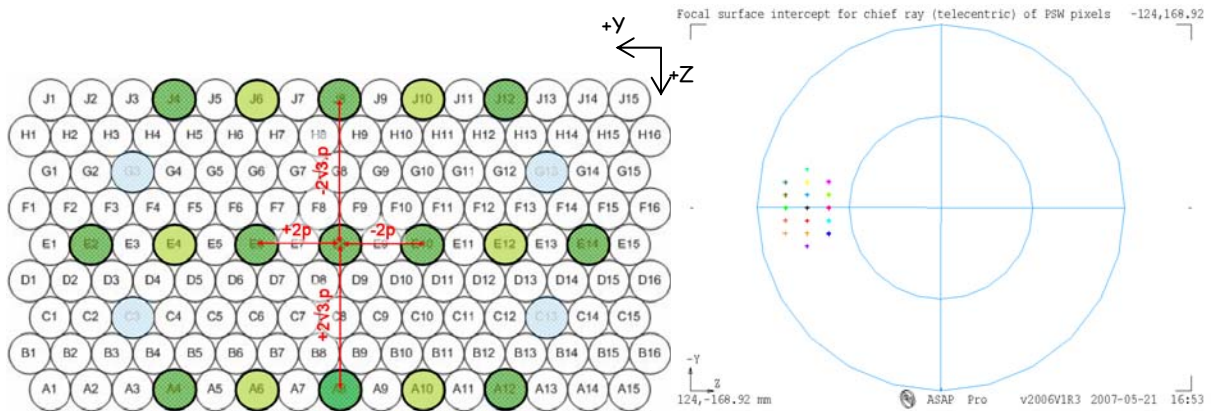 Focal surface intercept for chief ray (telecentric) of PSW pixels -124,168.92
+Y
+Z
J1 J2 J3 J4 J5 J6 J7 J8 J9 J10 J11 J12 J13 J14 J15
H1 H2 H3 H4 H5 H6 H7 H8 H9 H10 H11 H12 H13 H14 H15 H16
G1 G2 G3 G4 G5 G6 G7 G8 G9 G10 G11 G12 G13 G14 G15
-2√3.p
F1 F2 F3 F4 F5 F6 F7 F8 F9 F10 F11 F12 F13 F14 F15 F16
+2p -2p
E1 E2 E3 E4 E5 E6 E7 E9 E10 E11 E12 E13 E14 E15
D1 D2 D3 D4 D5 D6 D7 D8 D9 D10 D11 D12 D13 D14 D15 D16
+2√3.p
C1 C2 C3 C4 C5 C6 C7 C8 C9 C10 C11 C12 C13 C14 C15
B1 B2 B3 B4 B5 B6 B7 B8 B9 B10 B11 B12 B13 B14 B15 B16
A1 A2 A3 A4 A5 A6 A7 A8 A9 A10 A11 A12 A13 A14 A15
-Y
Z
124,-168.92 mm ASAP Pro v2006V1R3 2007-05-21 16:53